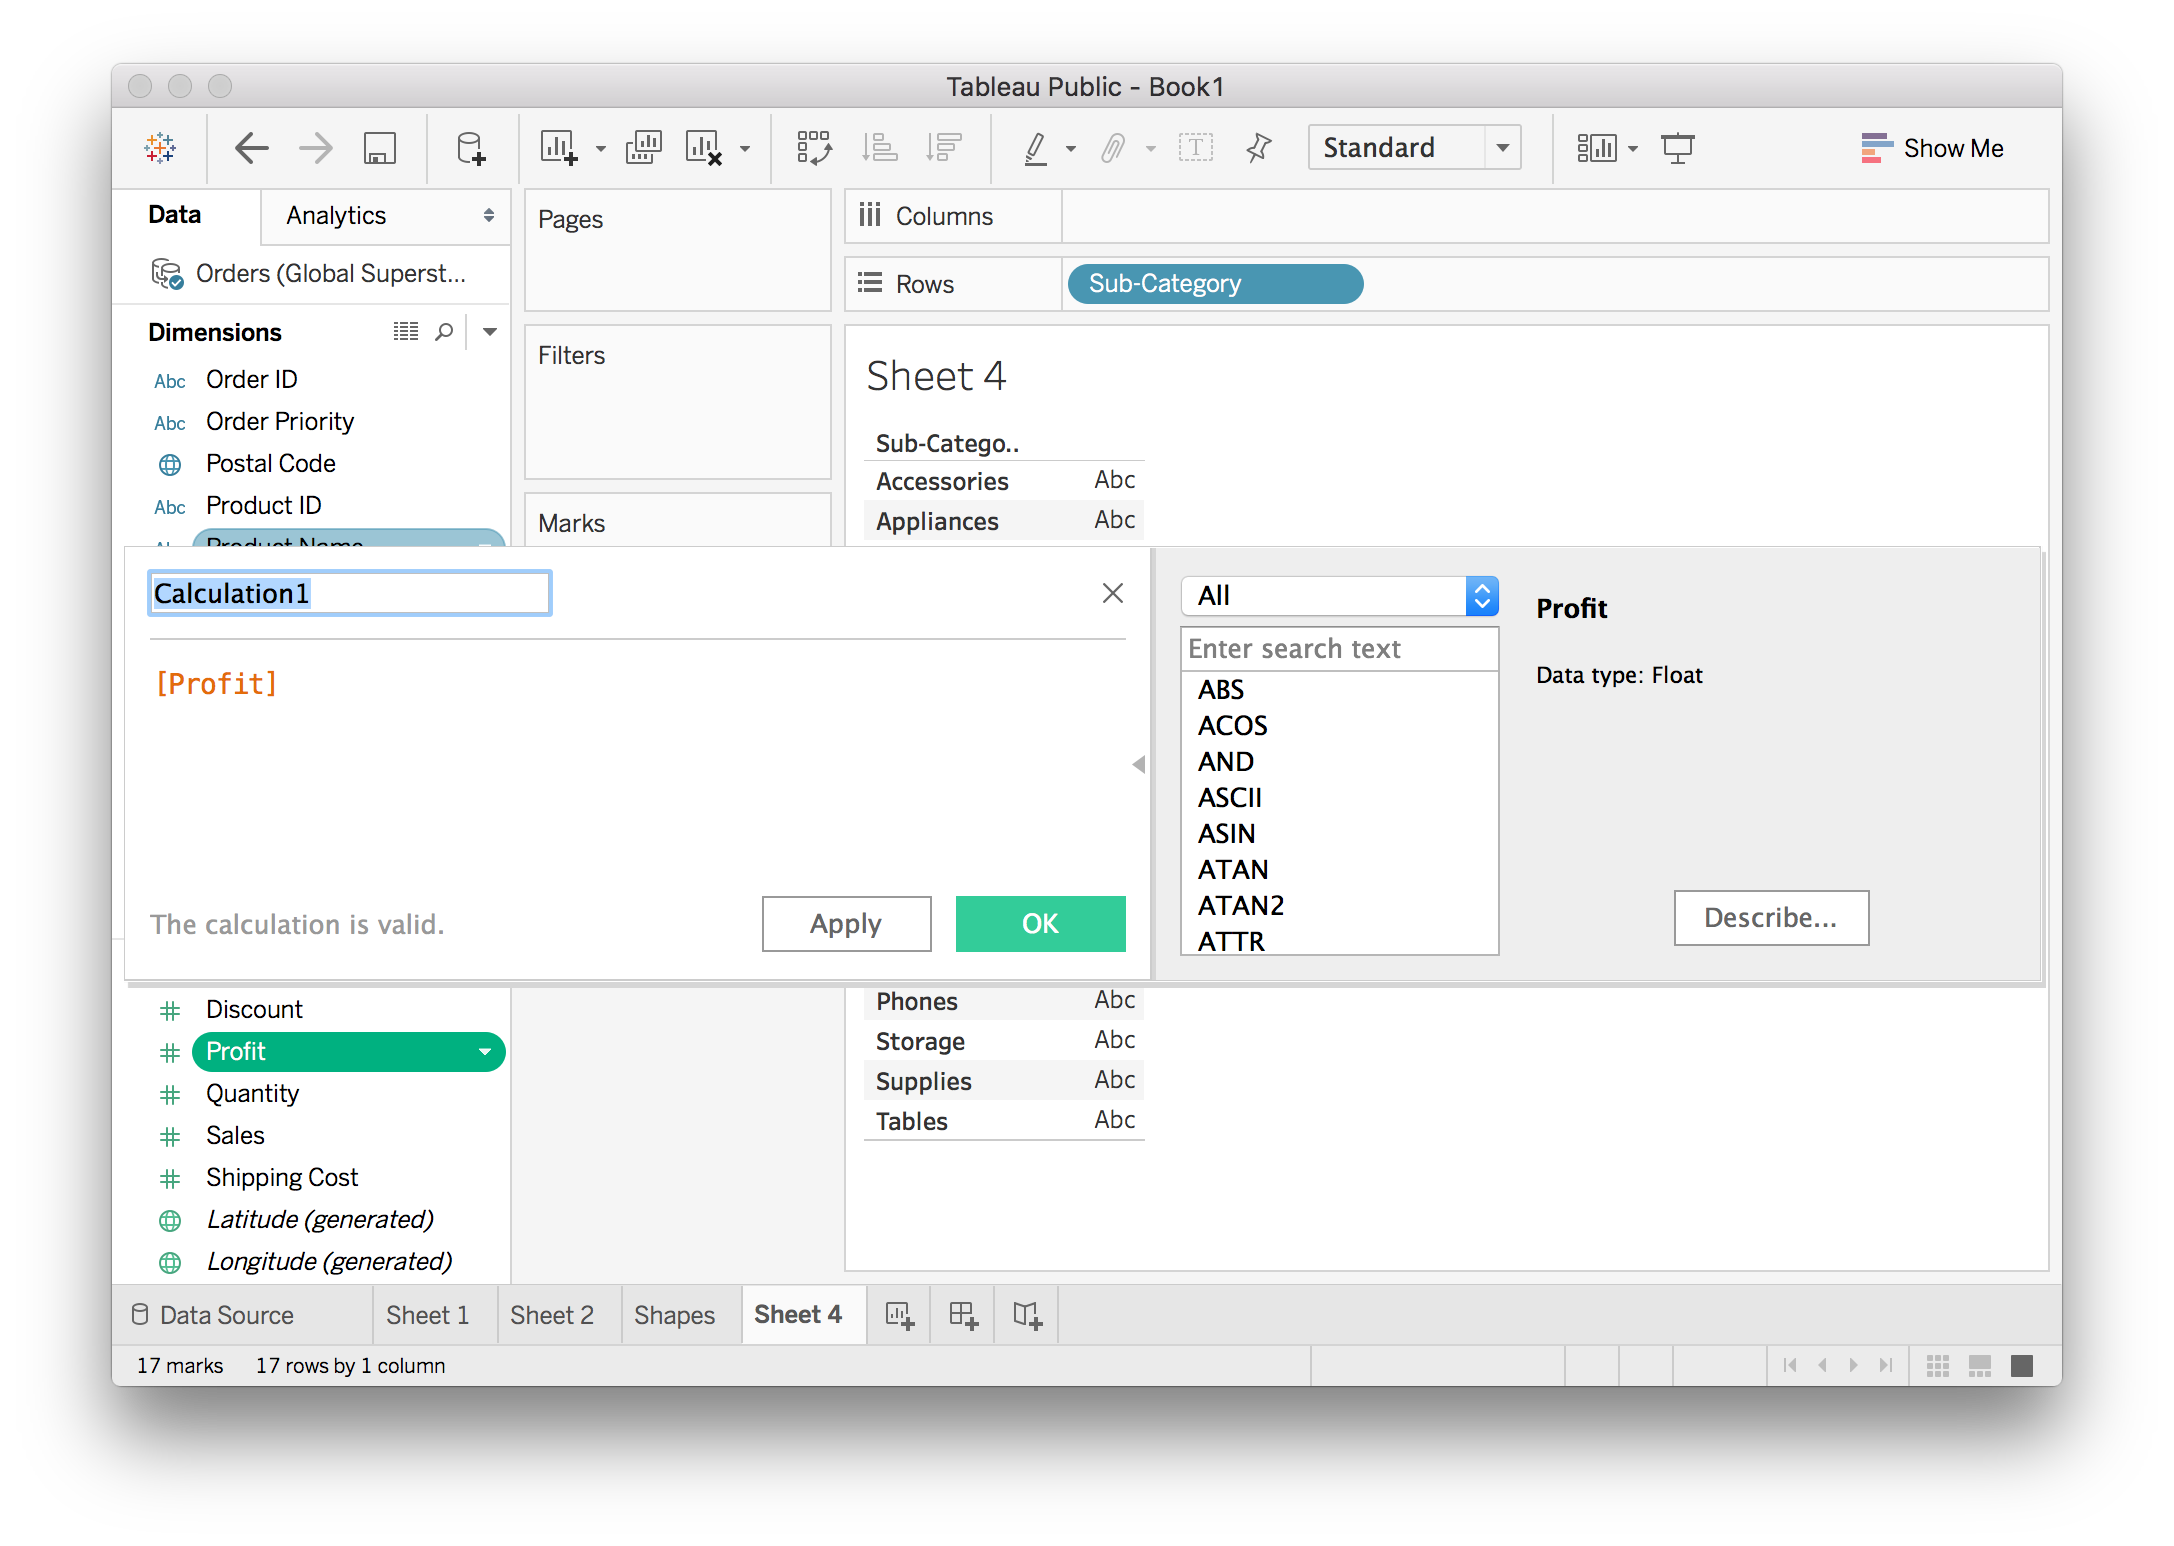 Tableau Public - Book1
Standard
Show Me
Data
Analytics
Orders (Global Superst...
Dimensions
Abc Order ID
Abc Order Priority
Postal Code
Abc Product ID
Product Name
Pages
Filters
Marks
Columns
Rows
Sub-Category
Sheet 4
Sub-Catego..
Accessories Abc
Appliances Abc
Calculation1
[Profit]
The calculation is valid.
Apply
OK
All
Enter search text
ABS
ACOS
AND
ASCII
ASIN
ATAN
ATAN2
ATTR
Profit
Data type: Float
Describe...
Discount
Profit
Quantity
Sales
Shipping Cost
Latitude (generated)
Longitude (generated)
Phones Abc
Storage Abc
Supplies Abc
Tables Abc
Data Source
Sheet 1
Sheet 2
Shapes
Sheet 4
17 marks 17 rows by 1 column